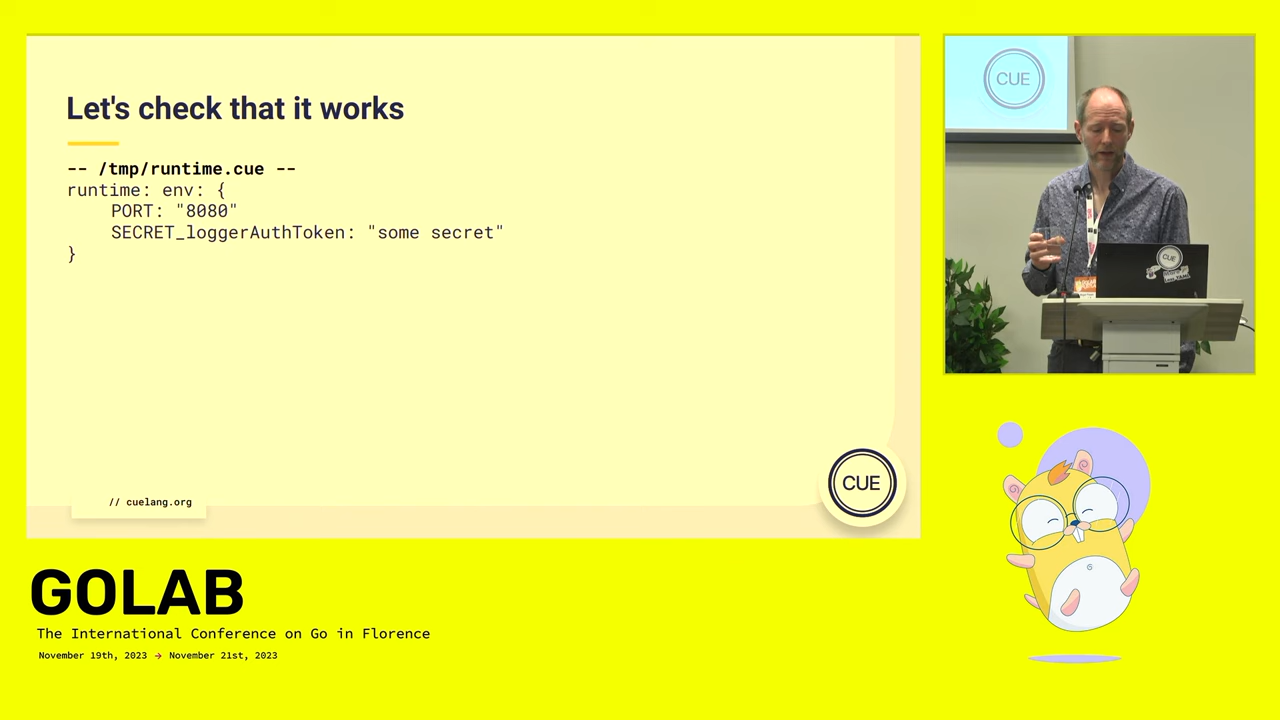 Let's check that it works
-- /tmp/runtime.cue --
runtime: env: {
    PORT: "8080"
    SECRET_loggerAuthToken: "some secret"
}
// cuelang.org
CUE
CUE
CUE
GOLAB
The International Conference on Go in Florence
November 19th, 2023 → November 21st, 2023